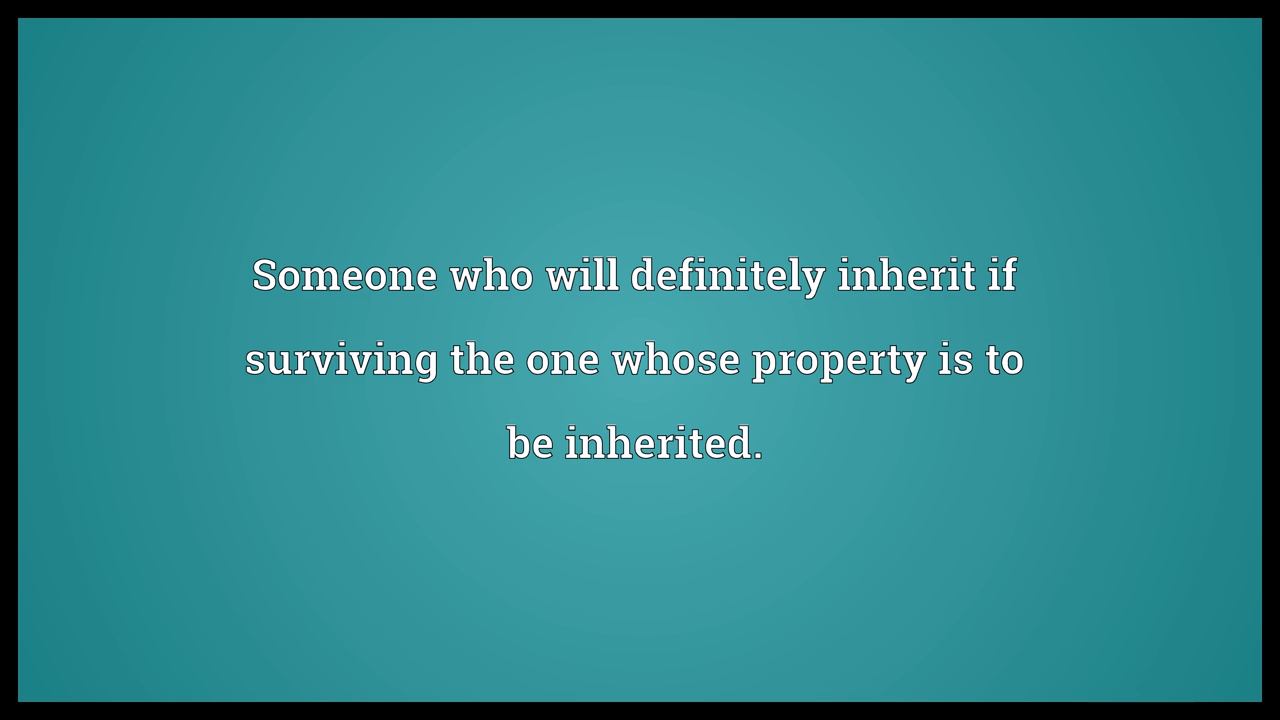 Someone who will definitely inherit if
surviving the one whose property is to
be inherited.